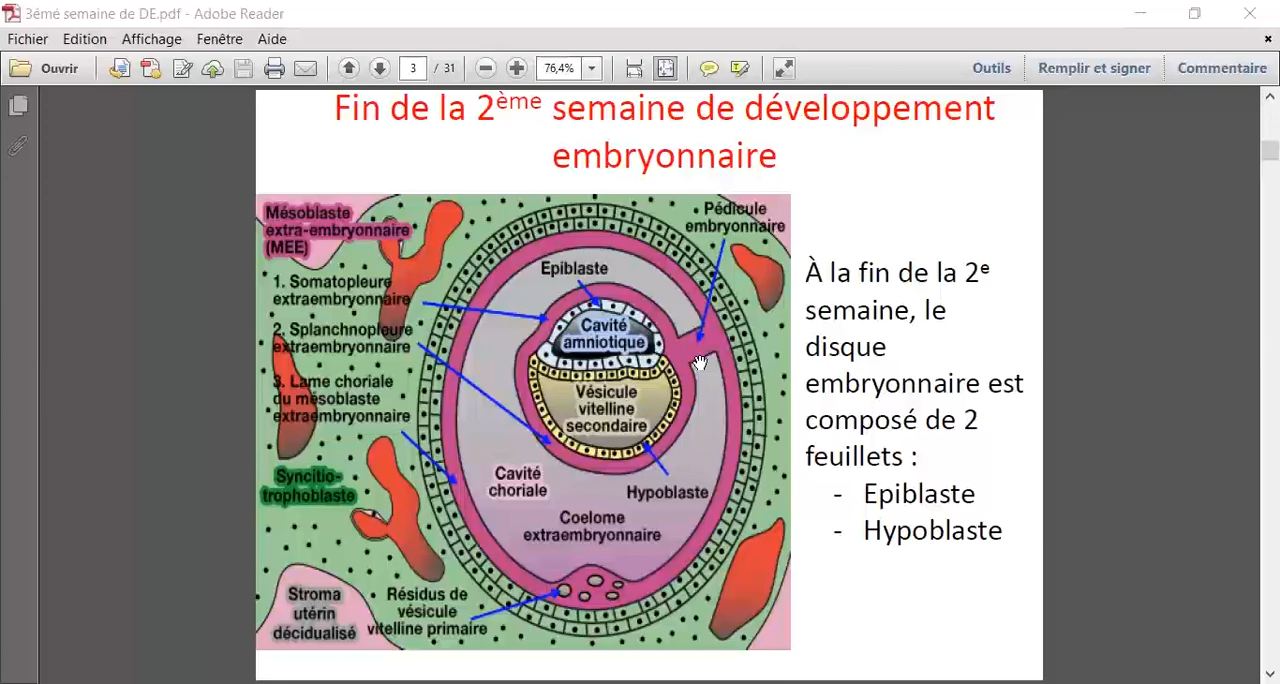 3émé semaine de DE.pdf - Adobe Reader
Fichier Edition Affichage Fenêtre Aide
Ouvrir 3 / 31 76,4% Outils Remplir et signer Commentaire
Fin de la 2ème semaine de développement
embryonnaire
Mésoblaste
extra-embryonnaire
(MEE)
1. Somatopleure
extraembryonnaire
2. Splanchnopleure
extraembryonnaire
3. Lame choriale
du mésoblaste
extraembryonnaire
Syncitio-
trophoblaste
Stroma
utérin
décidualisé
Résidus de
vésicule
vitelline primaire
Pédicule
embryonnaire
Epiblaste
Cavité
amniotique
Vésicule
vitelline
secondaire
Cavité
choriale
Hypoblaste
Coelome
extraembryonnaire
À la fin de la 2e
semaine, le
disque
embryonnaire est
composé de 2
feuillets :
- Epiblaste
- Hypoblaste